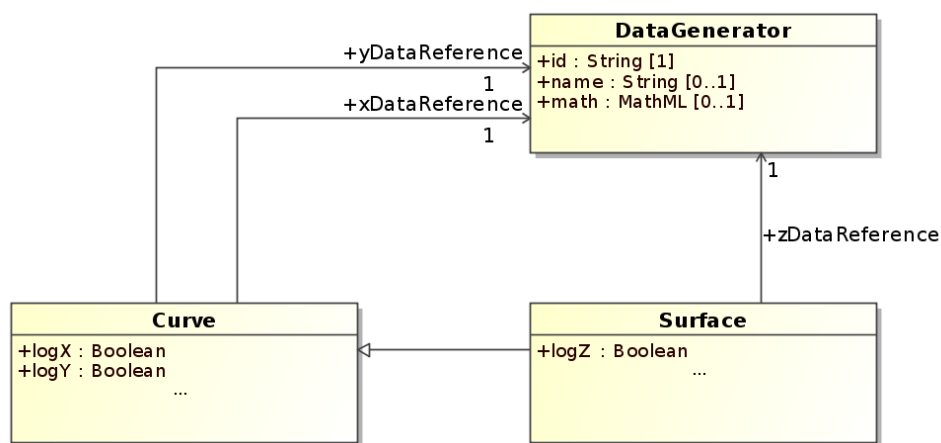 DataGenerator
+id : String [1]
+name : String [0..1]
+math : MathML [0..1]
+yDataReference
1
+xDataReference
1
1
+zDataReference
Curve
+logX : Boolean
+logY : Boolean
...
Surface
+logZ : Boolean
...